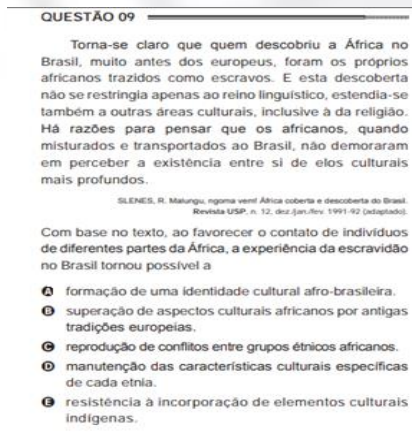 QUESTÃO 09
Torna-se claro que quem descobriu a África no
Brasil, muito antes dos europeus, foram os próprios
africanos trazidos como escravos. E esta descoberta
não se restringia apenas ao reino linguístico, estendia-se
também a outras áreas culturais, inclusive à da religião.
Há razões para pensar que os africanos, quando
misturados e transportados ao Brasil, não demoraram
em perceber a existência entre si de elos culturais
mais profundos.
SLENES, R. Malungu, ngoma vem! África coberta e descoberta do Brasil.
Revista USP, n. 12, dez./jan./fev. 1991-92 (adaptado).
Com base no texto, ao favorecer o contato de indivíduos
de diferentes partes da África, a experiência da escravidão
no Brasil tornou possível a
A formação de uma identidade cultural afro-brasileira.
B superação de aspectos culturais africanos por antigas
tradições europeias.
C reprodução de conflitos entre grupos étnicos africanos.
D manutenção das características culturais específicas
de cada etnia.
E resistência à incorporação de elementos culturais
indígenas.